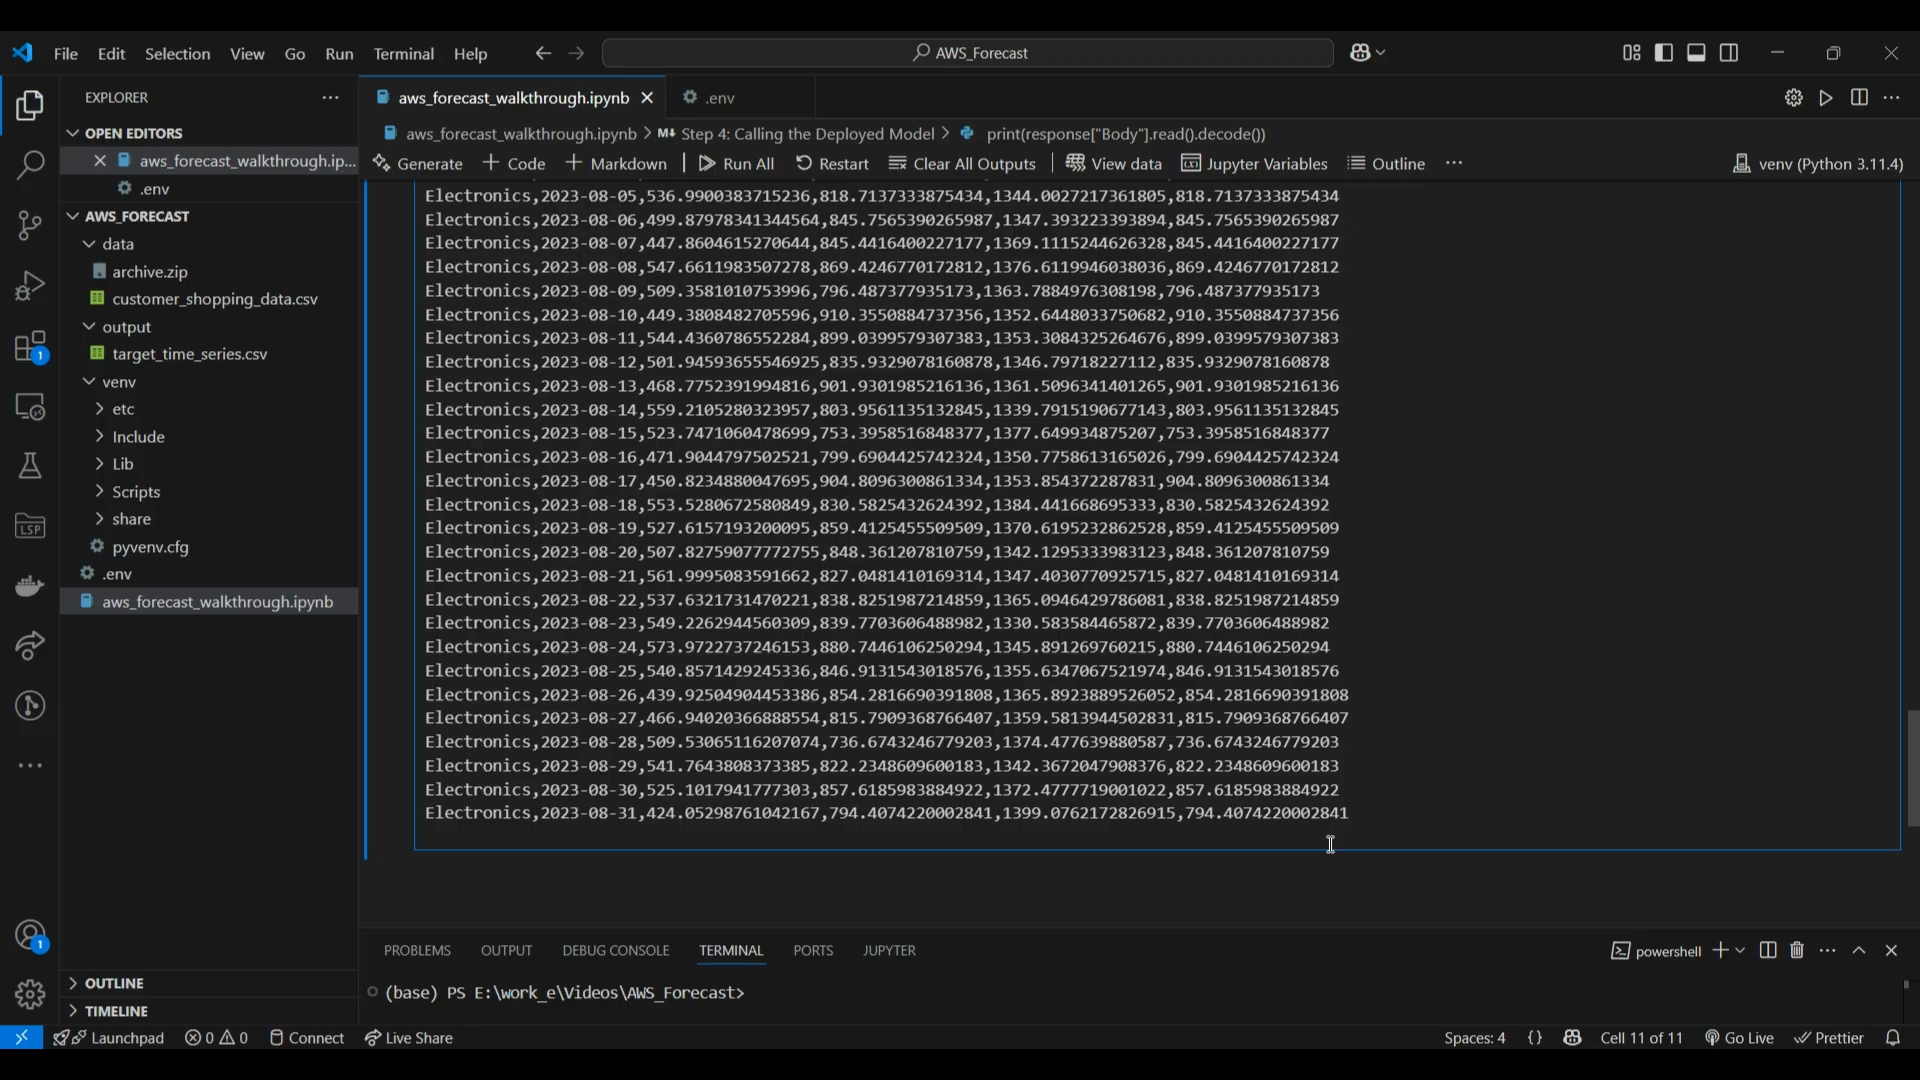 File Edit Selection View Go Run Terminal Help
AWS_Forecast
EXPLORER
OPEN EDITORS
aws_forecast_walkthrough.ip...
.env
AWS_FORECAST
data
archive.zip
customer_shopping_data.csv
output
target_time_series.csv
venv
etc
Include
Lib
Scripts
share
pyvenv.cfg
.env
aws_forecast_walkthrough.ipynb
OUTLINE
TIMELINE
1
1
LSP
aws_forecast_walkthrough.ipynb
.env
aws_forecast_walkthrough.ipynb > M↓ Step 4: Calling the Deployed Model > print(response["Body"].read().decode())
Generate + Code + Markdown Run All Restart Clear All Outputs View data Jupyter Variables Outline ... venv (Python 3.11.4)
Electronics,2023-08-05,536.9900383715236,818.7137333875434,1344.0027217361805,818.7137333875434
Electronics,2023-08-06,499.87978341344564,845.7565390265987,1347.393223393894,845.7565390265987
Electronics,2023-08-07,447.8604615270644,845.4416400227177,1369.1115244626328,845.4416400227177
Electronics,2023-08-08,547.6611983507278,869.4246770172812,1376.6119946038036,869.4246770172812
Electronics,2023-08-09,509.3581010753996,796.487377935173,1363.7884976308198,796.487377935173
Electronics,2023-08-10,449.3808482705596,910.3550884737356,1352.6448033750682,910.3550884737356
Electronics,2023-08-11,544.4360786552284,899.0399579307383,1353.3084325264676,899.0399579307383
Electronics,2023-08-12,501.94593655546925,835.9329078160878,1346.79718227112,835.9329078160878
Electronics,2023-08-13,468.7752391994816,901.9301985216136,1361.5096341401265,901.9301985216136
Electronics,2023-08-14,559.2105280323957,803.9561135132845,1339.7915190677143,803.9561135132845
Electronics,2023-08-15,523.7471060478699,753.3958516848377,1377.649934875207,753.3958516848377
Electronics,2023-08-16,471.9044797502521,799.6904425742324,1350.7758613165026,799.6904425742324
Electronics,2023-08-17,450.8234880047695,904.8096300861334,1353.854372287831,904.8096300861334
Electronics,2023-08-18,553.5280672580849,830.5825432624392,1384.441668695333,830.5825432624392
Electronics,2023-08-19,527.6157193200095,859.4125455509509,1370.6195232862528,859.4125455509509
Electronics,2023-08-20,507.82759077772755,848.361207810759,1342.1295333983123,848.361207810759
Electronics,2023-08-21,561.9995083591662,827.0481410169314,1347.4030770925715,827.0481410169314
Electronics,2023-08-22,537.6321731470221,838.8251987214859,1365.0946429786081,838.8251987214859
Electronics,2023-08-23,549.2262944560309,839.7703606488982,1330.583584465872,839.7703606488982
Electronics,2023-08-24,573.9722737246153,880.7446106250294,1345.891269760215,880.7446106250294
Electronics,2023-08-25,540.8571429245336,846.9131543018576,1355.6347067521974,846.9131543018576
Electronics,2023-08-26,439.92504904453386,854.2816690391808,1365.8923889526052,854.2816690391808
Electronics,2023-08-27,466.94020366888554,815.7909368766407,1359.5813944502831,815.7909368766407
Electronics,2023-08-28,509.53065116207074,736.6743246779203,1374.477639880587,736.6743246779203
Electronics,2023-08-29,541.7643808373385,822.2348609600183,1342.3672047908376,822.2348609600183
Electronics,2023-08-30,525.1017941777303,857.6185983884922,1372.4777719001022,857.6185983884922
Electronics,2023-08-31,424.05298761042167,794.4074220002841,1399.0762172826915,794.4074220002841
PROBLEMS OUTPUT DEBUG CONSOLE TERMINAL PORTS JUPYTER powershell
(base) PS E:\work_e\Videos\AWS_Forecast>
Launchpad 0 0 Connect Live Share Spaces: 4 {} Cell 11 of 11 Go Live Prettier